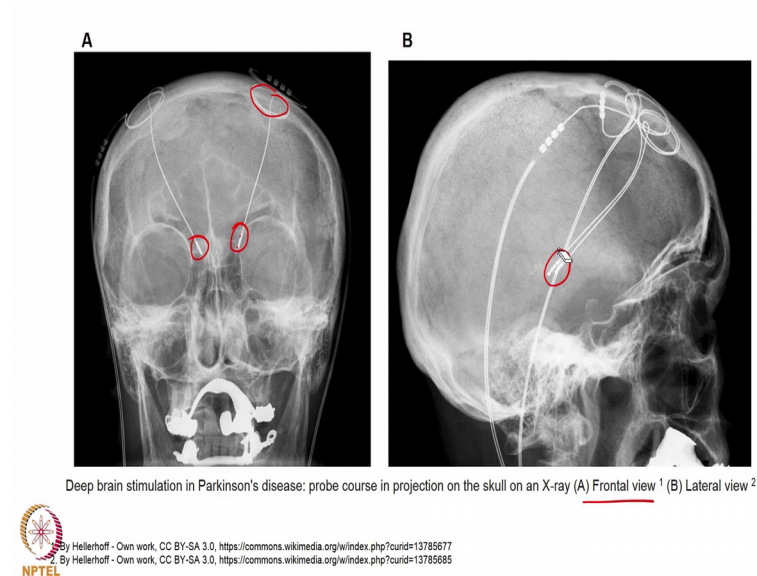 A
B
Deep brain stimulation in Parkinson's disease: probe course in projection on the skull on an X-ray (A) Frontal view 1 (B) Lateral view 2
By Hellerhoff - Own work, CC BY-SA 3.0, https://commons.wikimedia.org/w/index.php?curid=13785677
2. By Hellerhoff - Own work, CC BY-SA 3.0, https://commons.wikimedia.org/w/index.php?curid=13785685
NPTEL